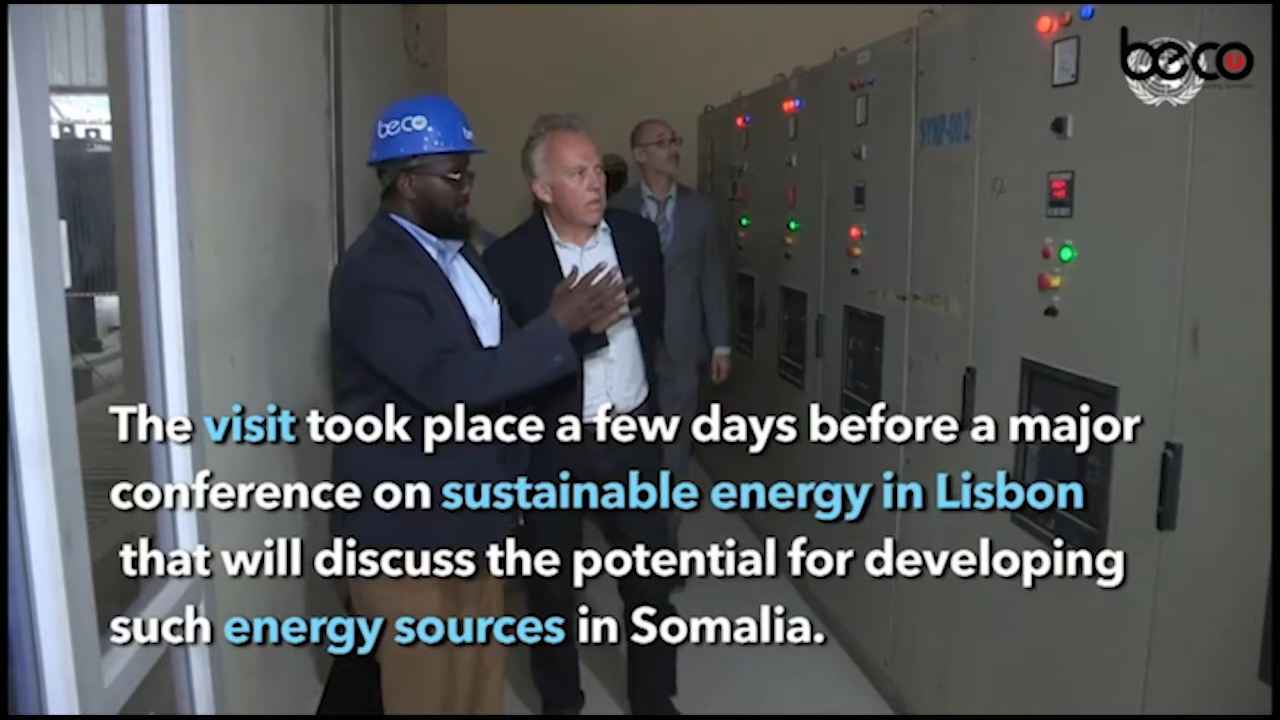 beco
beco
SYNP-002
The visit took place a few days before a major
conference on sustainable energy in Lisbon
that will discuss the potential for developing
such energy sources in Somalia.